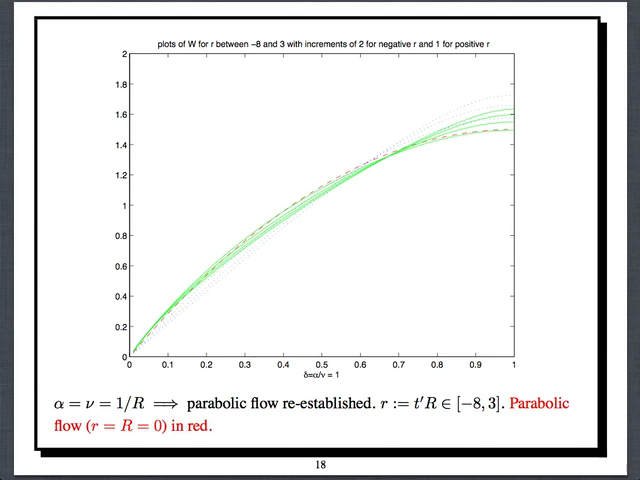 plots of W for r between −8 and 3 with increments of 2 for negative r and 1 for positive r
2
1.8
1.6
1.4
1.2
1
0.8
0.6
0.4
0.2
0
0 0.1 0.2 0.3 0.4 0.5 0.6 0.7 0.8 0.9 1
δ=α/ν = 1
α = ν = 1/R ⟹ parabolic flow re-established. r := t′R ∈ [−8, 3]. Parabolic
flow (r = R = 0) in red.
18